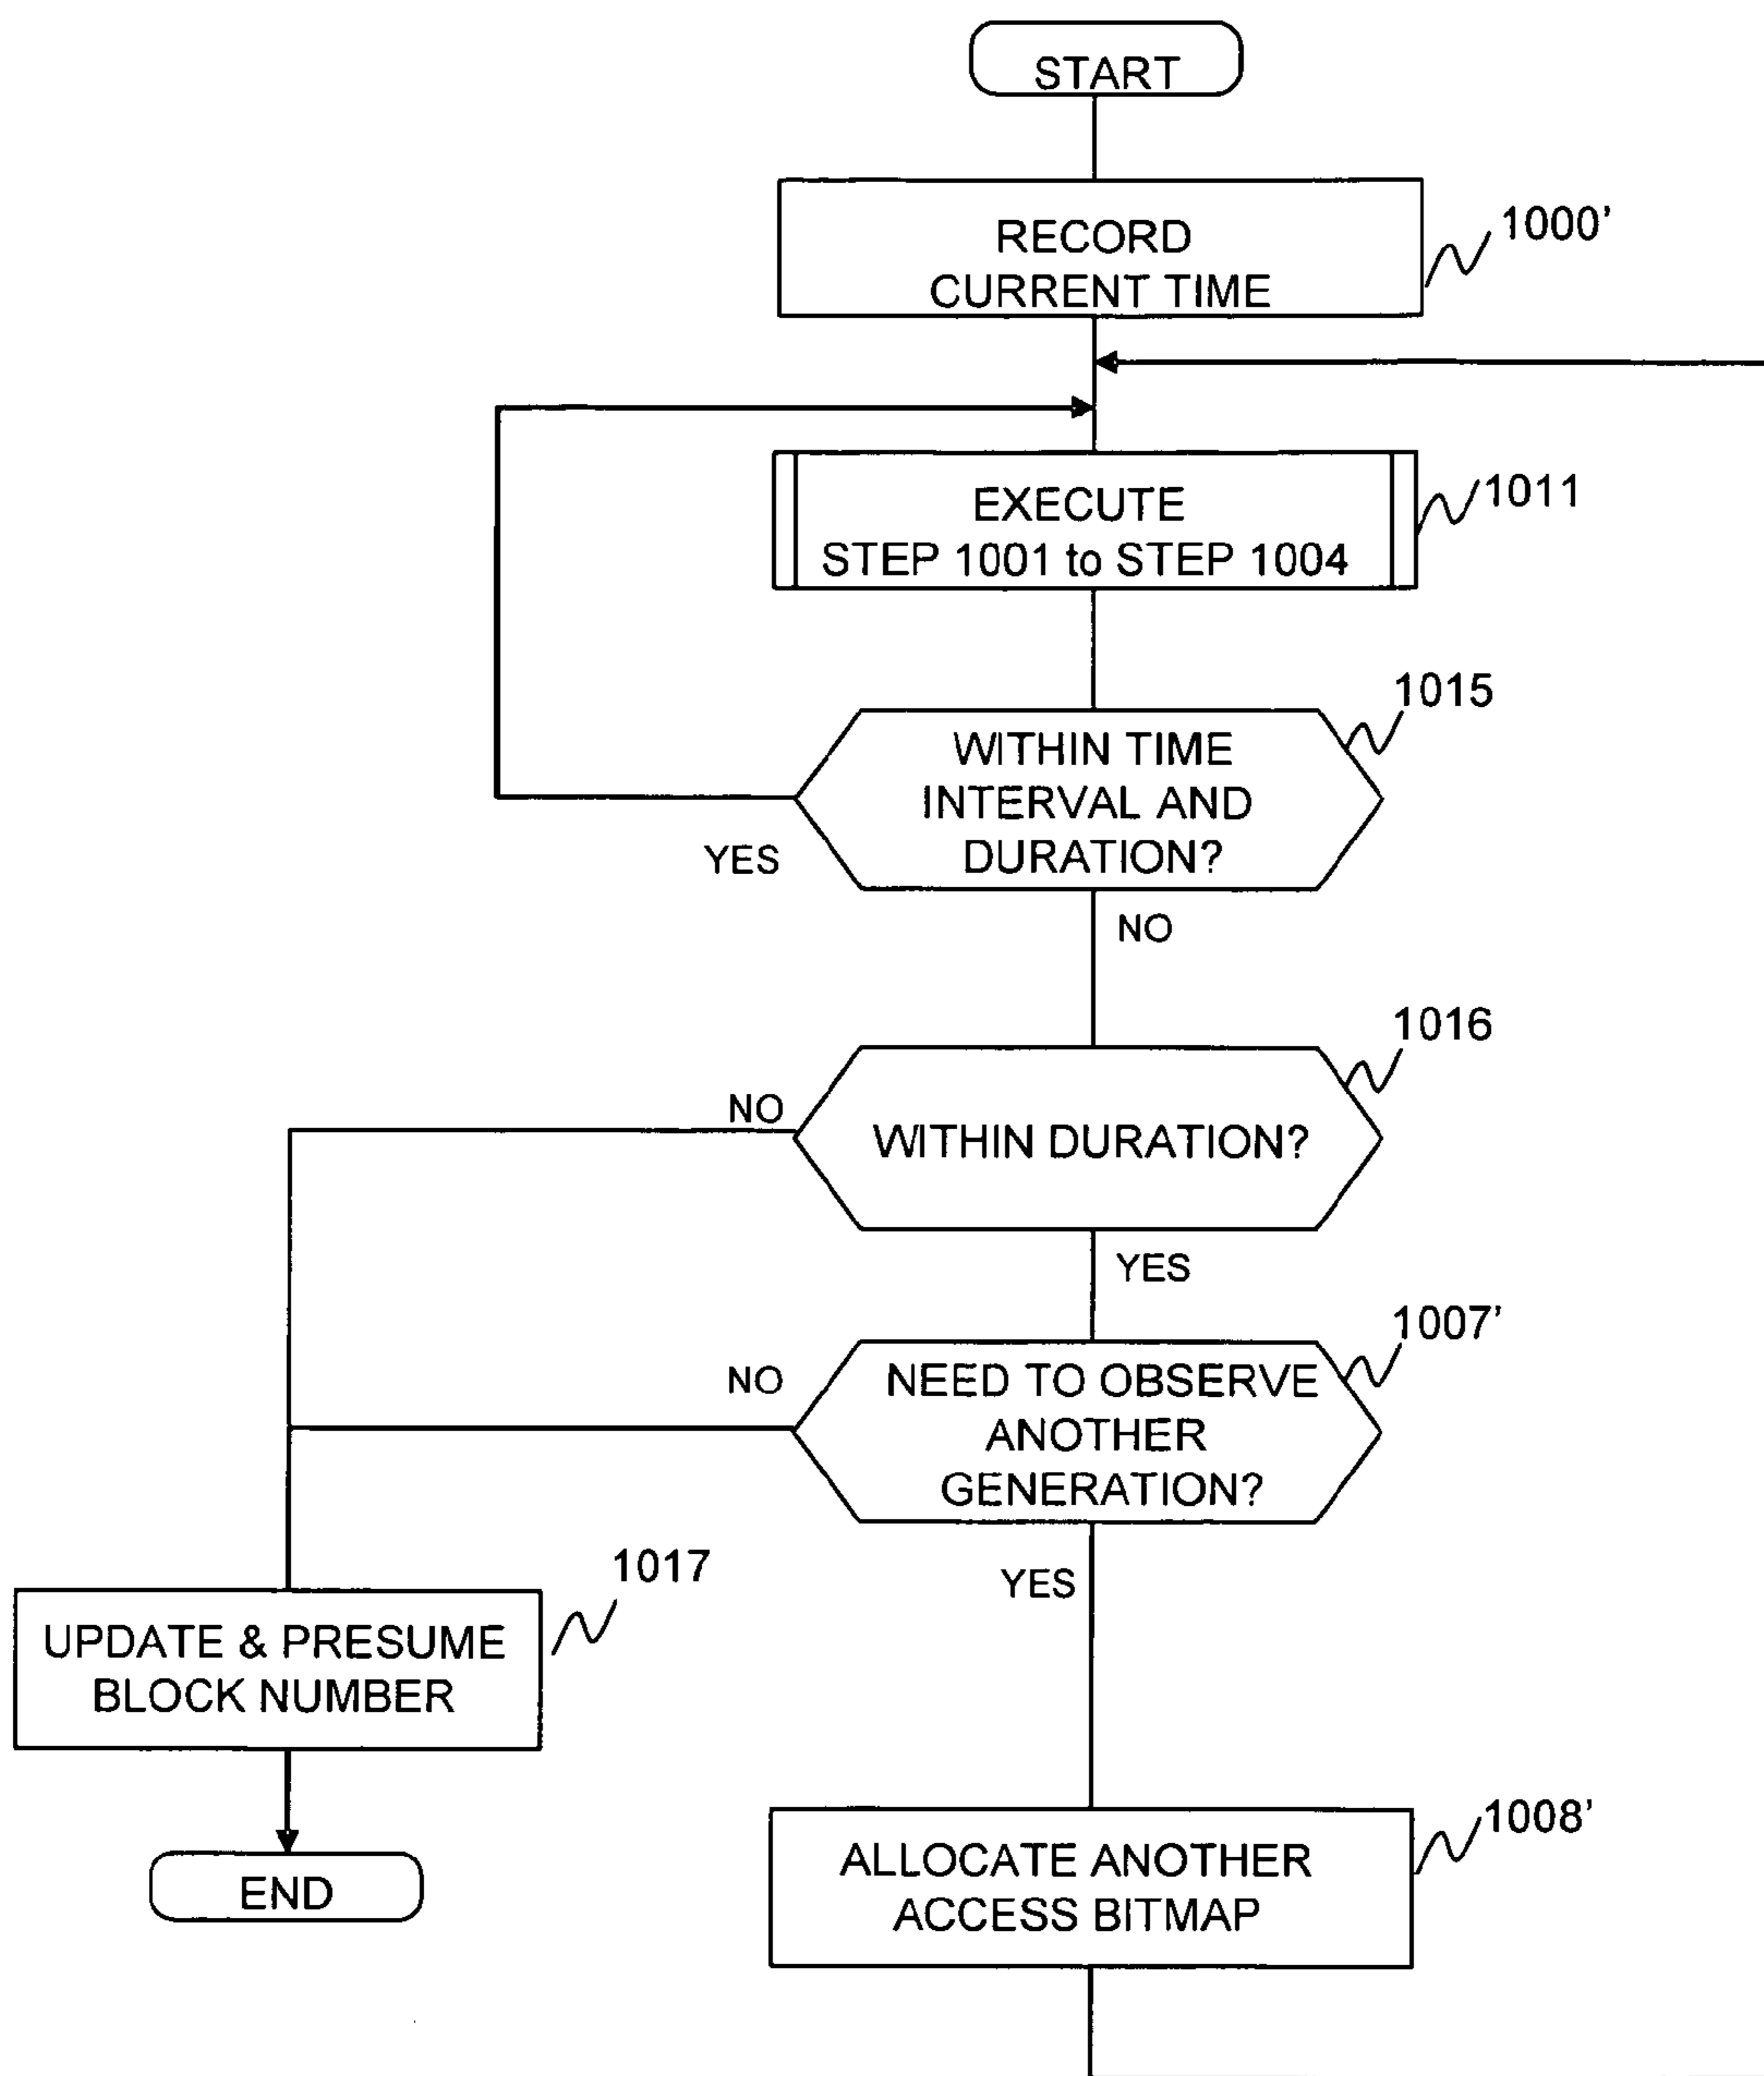 START
RECORD
CURRENT TIME
1000’
EXECUTE
STEP 1001 to STEP 1004
1011
WITHIN TIME
INTERVAL AND
DURATION?
1015
YES
NO
WITHIN DURATION?
1016
NO
YES
NEED TO OBSERVE
ANOTHER
GENERATION?
1007’
NO
YES
UPDATE & PRESUME
BLOCK NUMBER
1017
ALLOCATE ANOTHER
ACCESS BITMAP
1008’
END